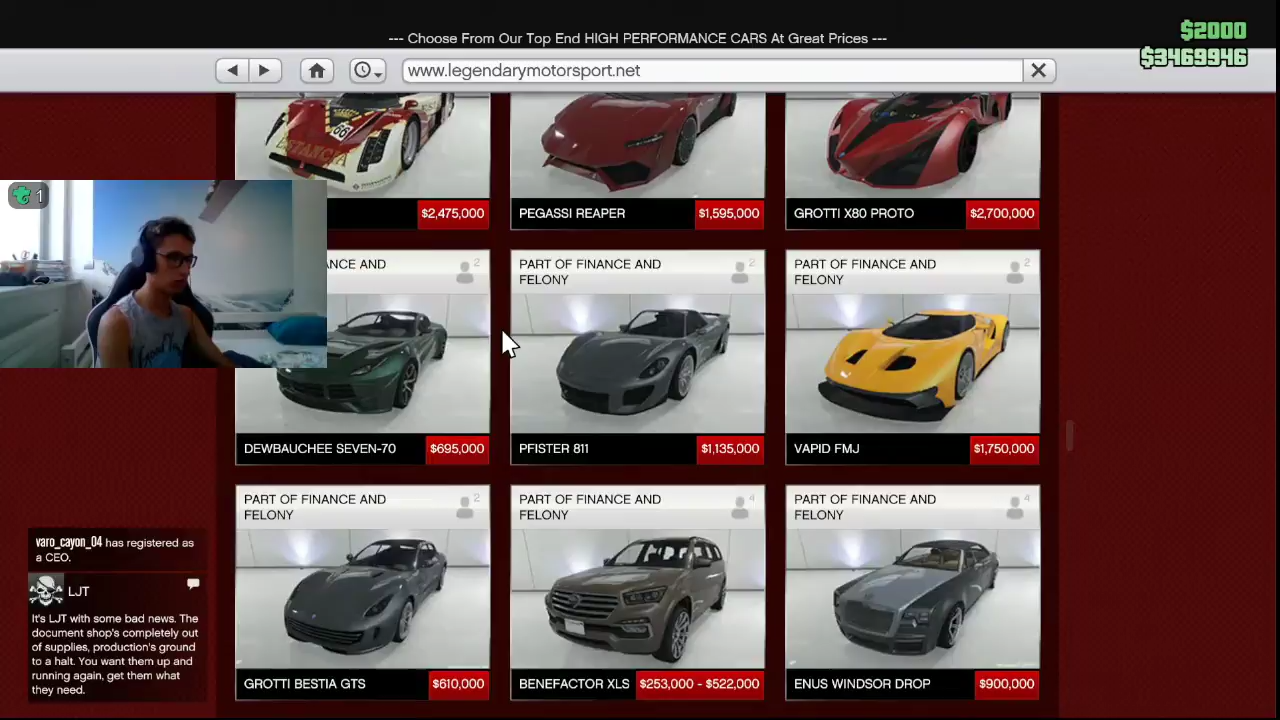 --- Choose From Our Top End HIGH PERFORMANCE CARS At Great Prices ---
$2000
$3469946
www.legendarymotorsport.net
1
$2,475,000
PEGASSI REAPER
$1,595,000
GROTTI X80 PROTO
$2,700,000
NCE AND
2
PART OF FINANCE AND
FELONY
2
PART OF FINANCE AND
FELONY
2
DEWBAUCHEE SEVEN-70
$695,000
PFISTER 811
$1,135,000
VAPID FMJ
$1,750,000
PART OF FINANCE AND
FELONY
2
PART OF FINANCE AND
FELONY
4
PART OF FINANCE AND
FELONY
4
GROTTI BESTIA GTS
$610,000
BENEFACTOR XLS
$253,000 - $522,000
ENUS WINDSOR DROP
$900,000
varo_cayon_04 has registered as
a CEO.
LJT
It's LJT with some bad news. The
document shop's completely out
of supplies, production's ground
to a halt. You want them up and
running again, get them what
they need.